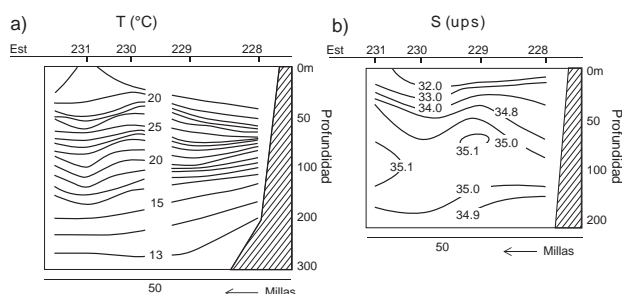 a) T (°C)
Est 231 230 229 228
0m
20
50
25
20
100
15
200
13
300
Profundidad
50
Millas
b) S (ups)
Est 231 230 229 228
0m
32.0
33.0
34.0
34.8
50
35.0
35.1
35.1
100
35.0
34.9
200
Profundidad
50
Millas